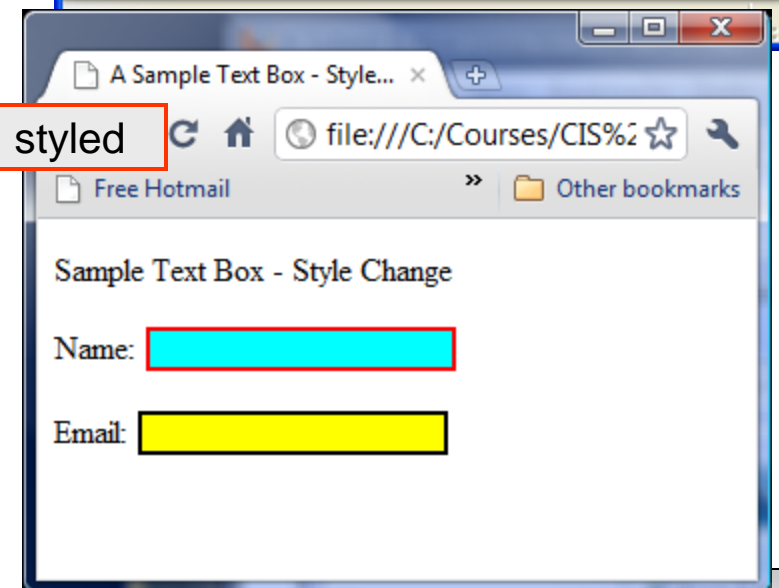 A Sample Text Box - Style...
styled
file:///C:/Courses/CIS%2
Free Hotmail » Other bookmarks
Sample Text Box - Style Change
Name:
Email: